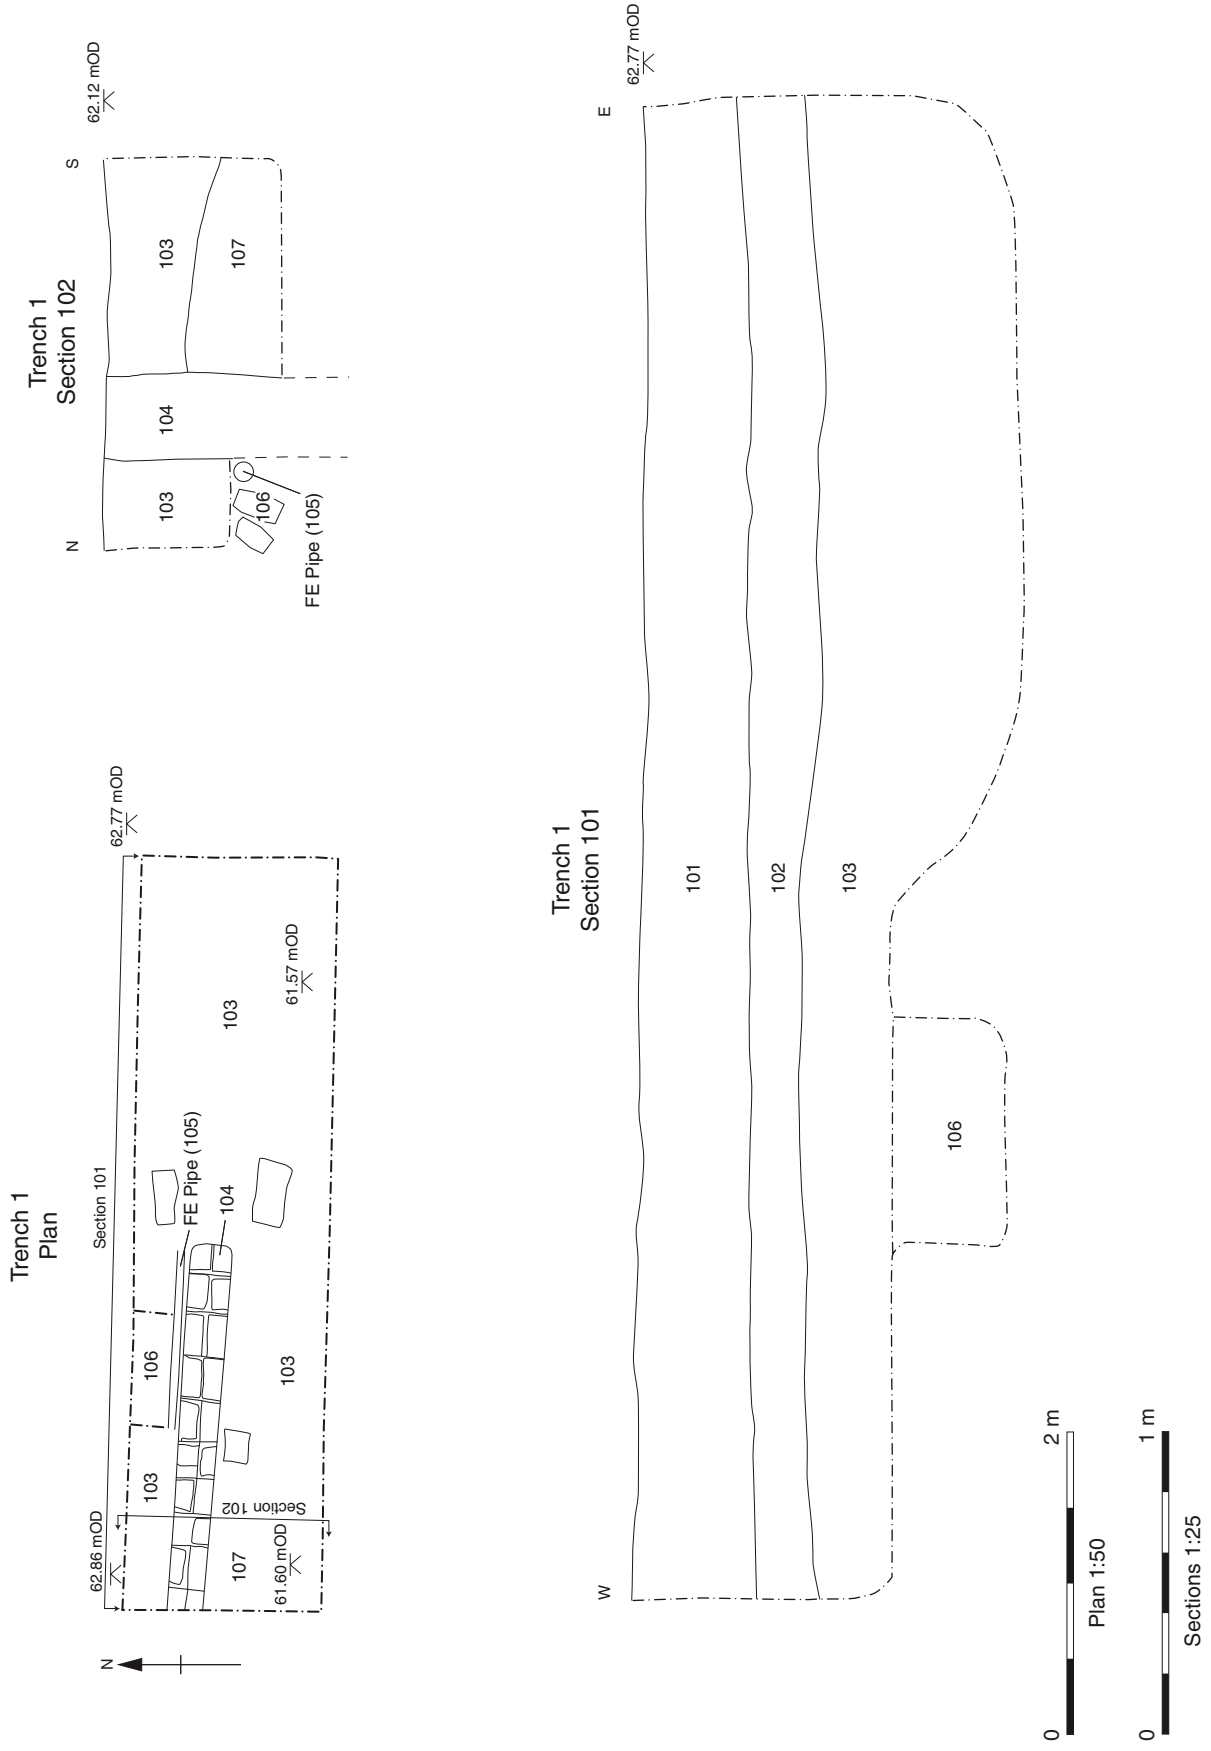 Trench 1
Plan
Section 101
62.86 mOD
62.77 mOD
N
103
106
FE Pipe (105)
104
103
61.57 mOD
Section 102
107
61.60 mOD
103
Trench 1
Section 102
N
S
62.12 mOD
103
104
103
107
106
FE Pipe (105)
Trench 1
Section 101
W
E
62.77 mOD
101
102
103
106
0
2 m
Plan 1:50
0
1 m
Sections 1:25